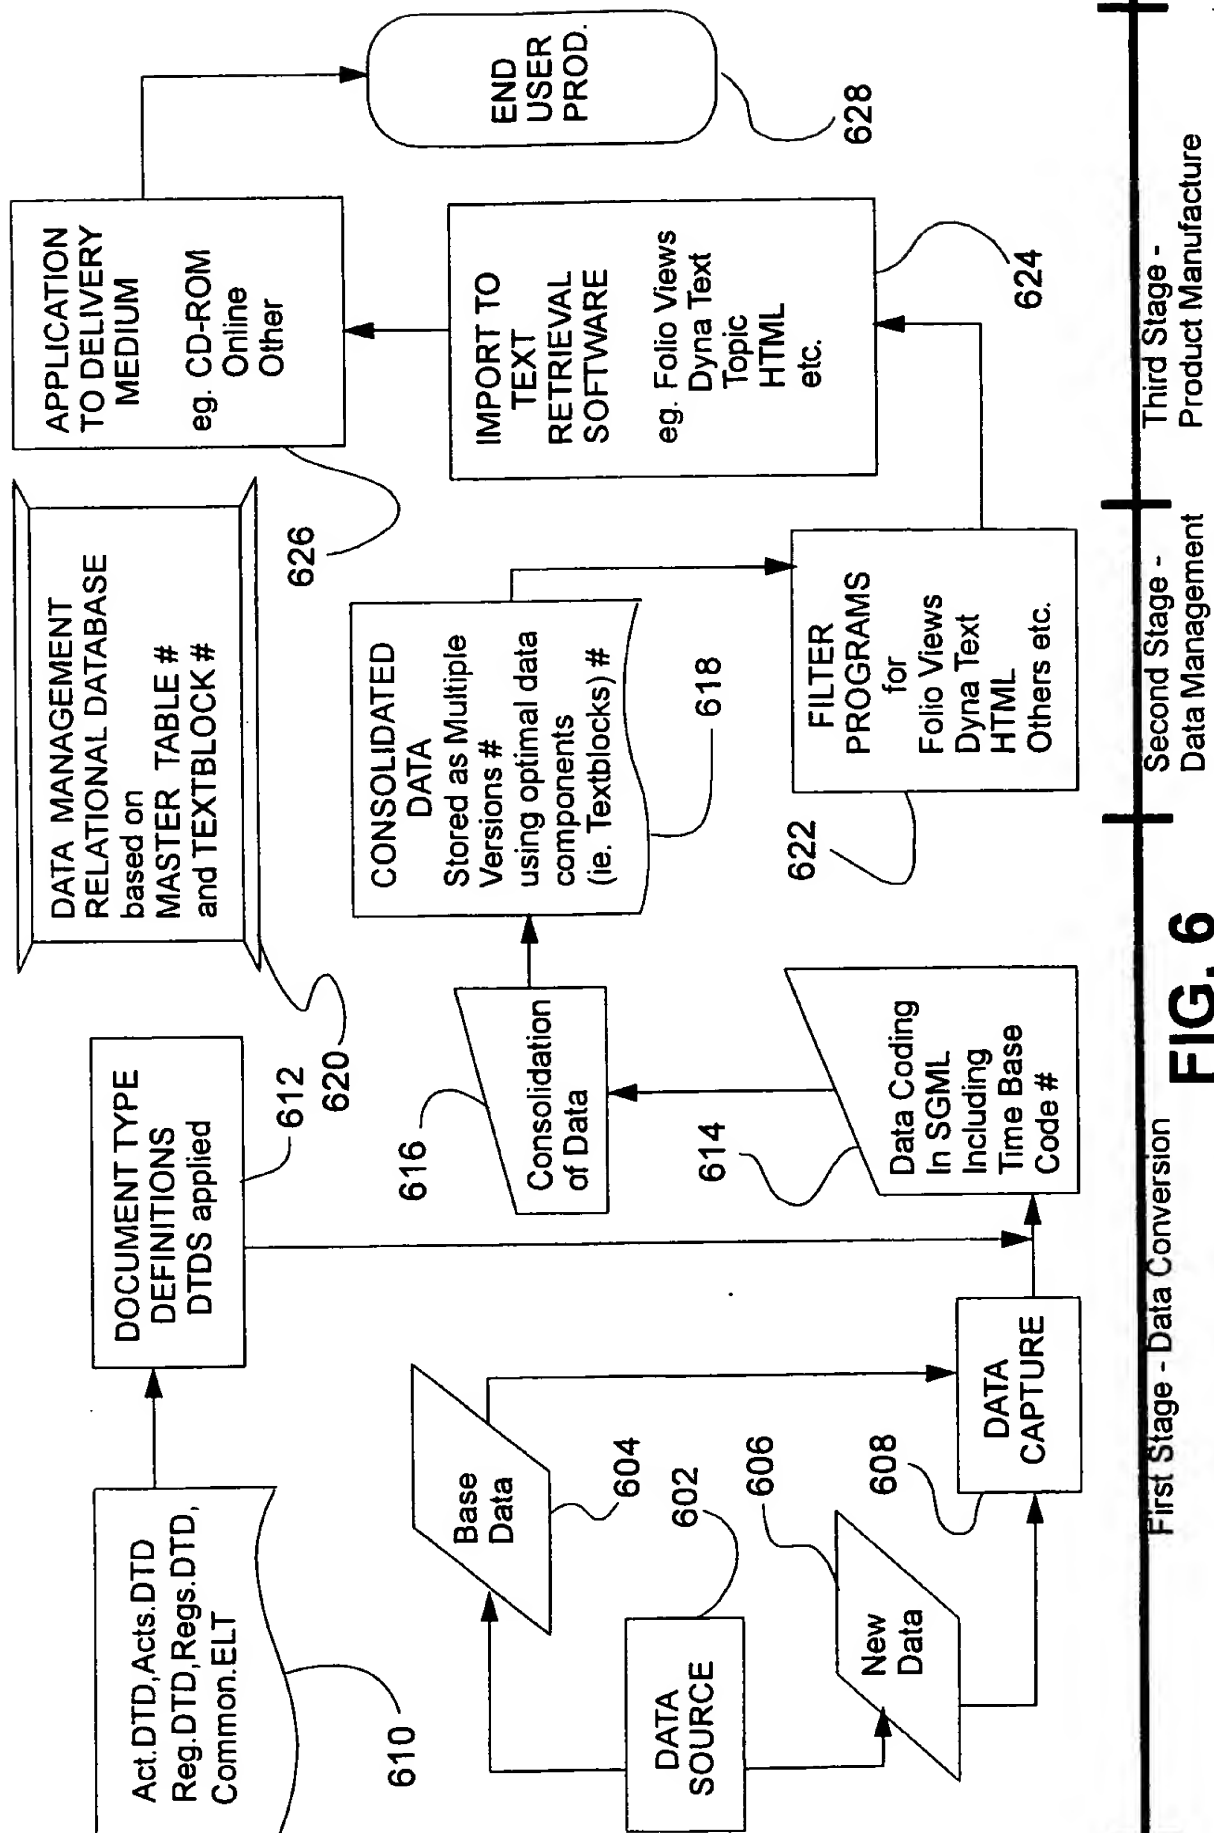 Act.DTD,Acts.DTD
Reg.DTD,Regs.DTD,
Common.ELT
610
DOCUMENT TYPE
DEFINITIONS
DTDS applied
612
DATA MANAGEMENT
RELATIONAL DATABASE
based on
MASTER TABLE #
and TEXTBLOCK #
620
APPLICATION
TO DELIVERY
MEDIUM
eg. CD-ROM
Online
Other
626
END
USER
PROD.
628
Base
Data
604
DATA
SOURCE
602
New
Data
606
DATA
CAPTURE
608
Data Coding
In SGML
Including
Time Base
Code #
614
Consolidation
of Data
616
CONSOLIDATED
DATA
Stored as Multiple
Versions #
using optimal data
components
(ie. Textblocks) #
618
FILTER
PROGRAMS
for
Folio Views
Dyna Text
HTML
Others etc.
622
IMPORT TO
TEXT
RETRIEVAL
SOFTWARE
eg. Folio Views
Dyna Text
Topic
HTML
etc.
624
First Stage - Data Conversion
Second Stage -
Data Management
Third Stage -
Product Manufacture
FIG. 6